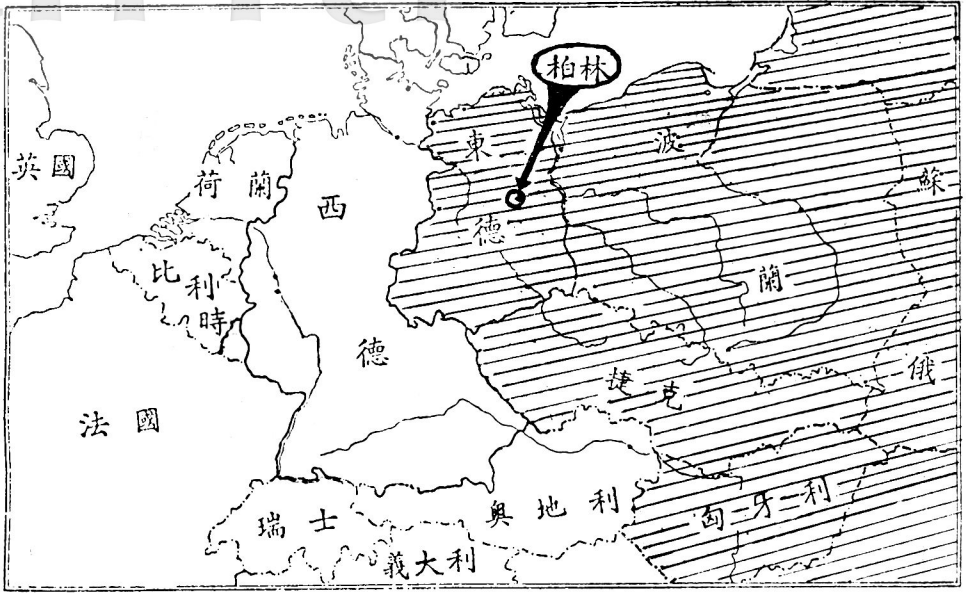 柏林
英國
荷蘭
西德
東德
波蘭
蘇俄
比利時
法國
捷克
瑞士
奧地利
匈牙利
義大利